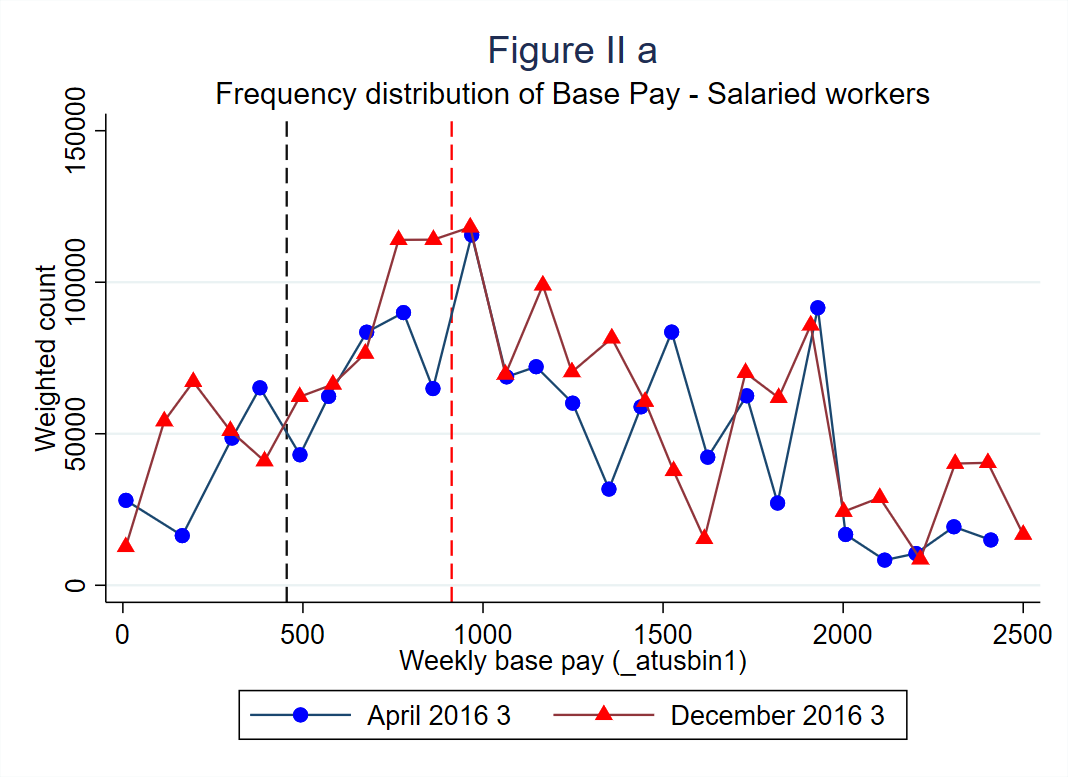 Figure II a
Frequency distribution of Base Pay - Salaried workers
Weighted count
150000
100000
50000
0
0 500 1000 1500 2000 2500
Weekly base pay (_atusbin1)
April 2016 3 December 2016 3